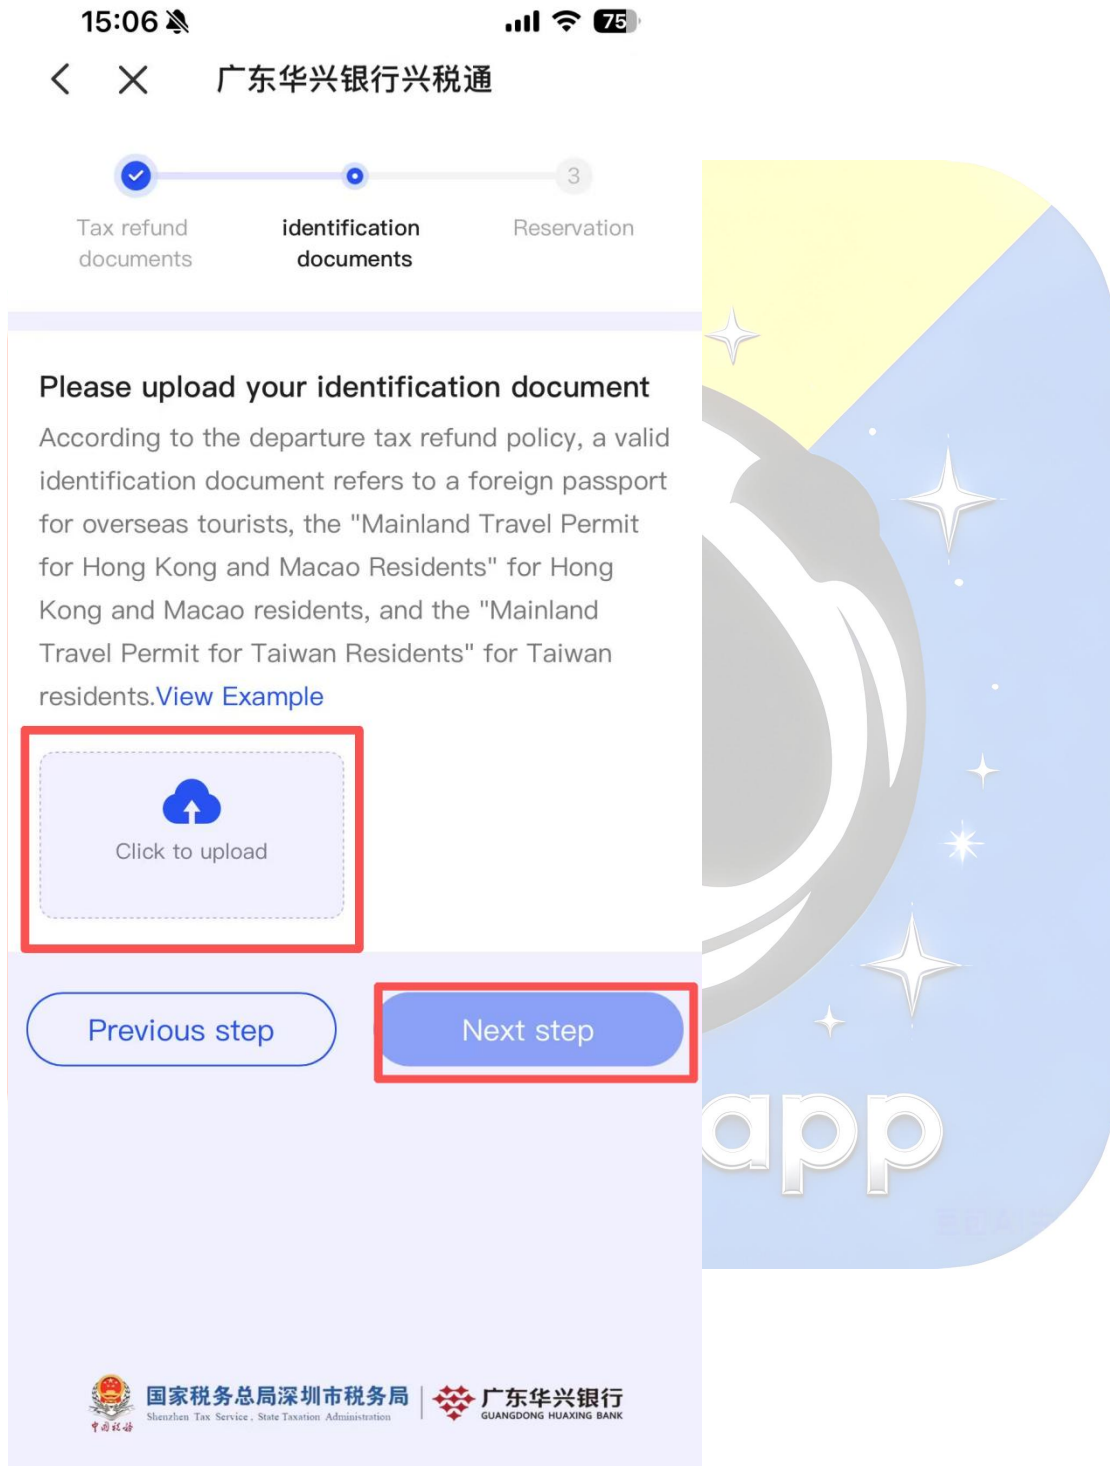 15:06
75
广东华兴银行兴税通
3
Tax refund
documents
identification
documents
Reservation
Please upload your identification document
According to the departure tax refund policy, a valid
identification document refers to a foreign passport
for overseas tourists, the "Mainland Travel Permit
for Hong Kong and Macao Residents" for Hong
Kong and Macao residents, and the "Mainland
Travel Permit for Taiwan Residents" for Taiwan
residents.View Example
Click to upload
Previous step
Next step
app
国家税务总局深圳市税务局
Shenzhen Tax Service, State Taxation Administration
中国税务
广东华兴银行
GUANGDONG HUAXING BANK